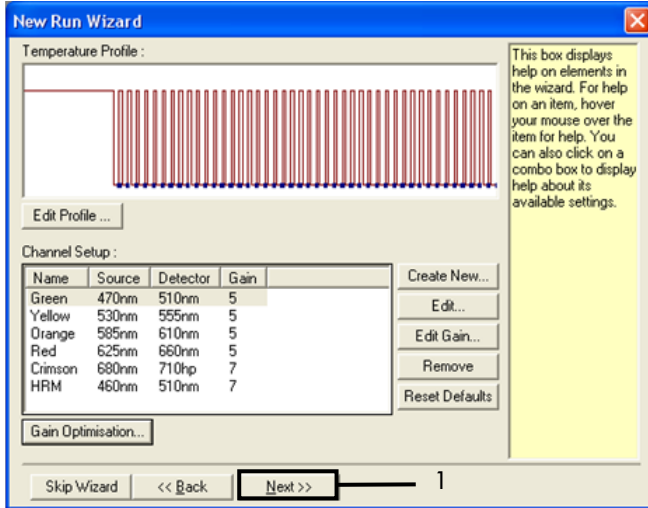 New Run Wizard
Temperature Profile :
This box displays
help on elements in
the wizard. For help
on an item, hover
your mouse over the
item for help. You
can also click on a
combo box to display
help about its
available settings.
Edit Profile ...
Channel Setup :
Name Source Detector Gain
Green 470nm 510nm 5
Yellow 530nm 555nm 5
Orange 585nm 610nm 5
Red 625nm 660nm 5
Crimson 680nm 710hp 7
HRM 460nm 510nm 7
Create New...
Edit...
Edit Gain...
Remove
Reset Defaults
Gain Optimisation...
Skip Wizard << Back Next >> 1